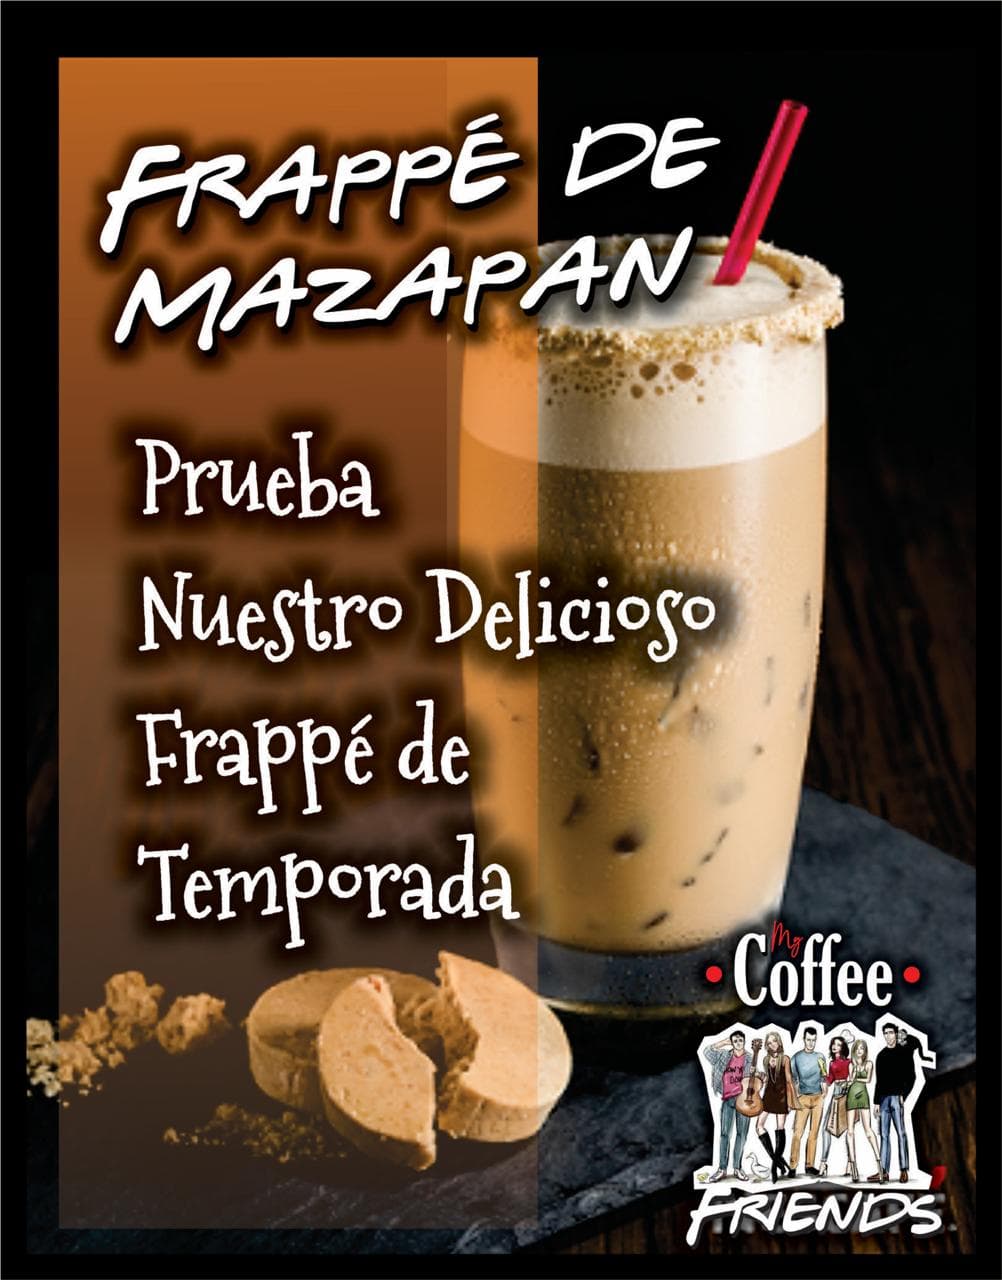 FRAPPÉ DE
MAZAPAN
Prueba
Nuestro Delicioso
Frappé de
Temporada
My
Coffee
FRIENDS'